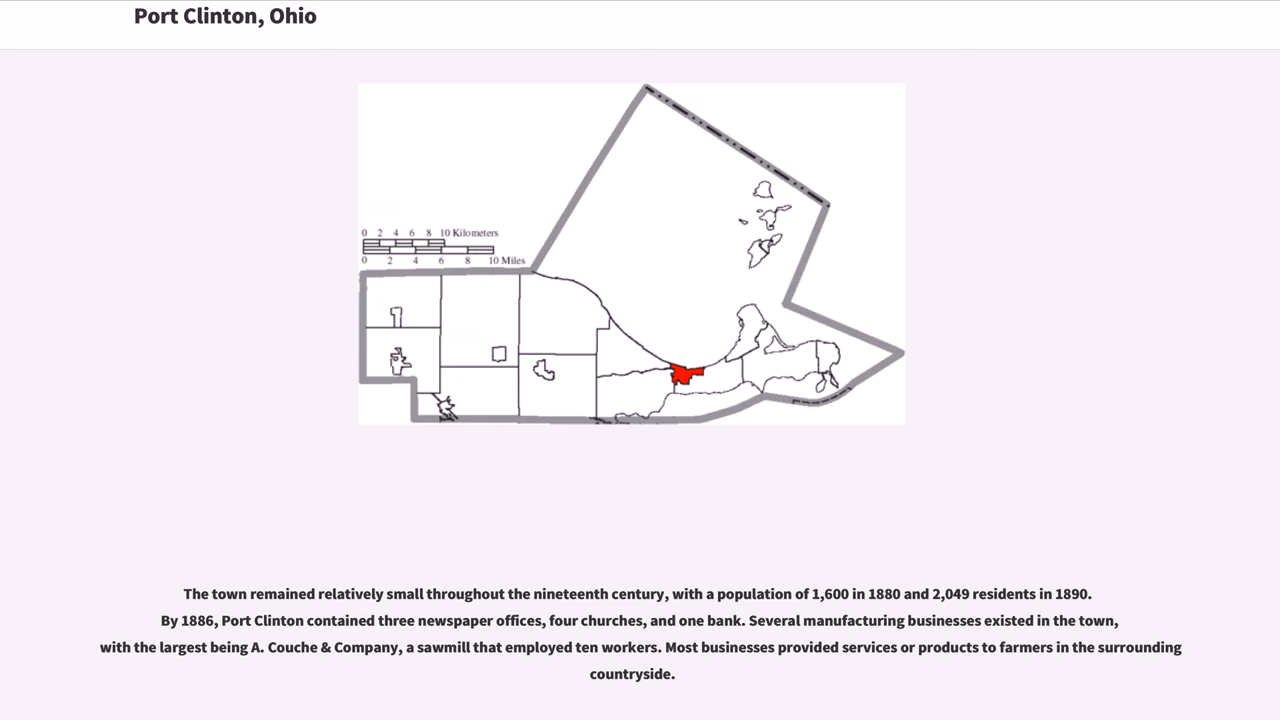 Port Clinton, Ohio
0 2 4 6 8 10 Kilometers
0 2 4 6 8 10 Miles
The town remained relatively small throughout the nineteenth century, with a population of 1,600 in 1880 and 2,049 residents in 1890.
By 1886, Port Clinton contained three newspaper offices, four churches, and one bank. Several manufacturing businesses existed in the town,
with the largest being A. Couche & Company, a sawmill that employed ten workers. Most businesses provided services or products to farmers in the surrounding
countryside.